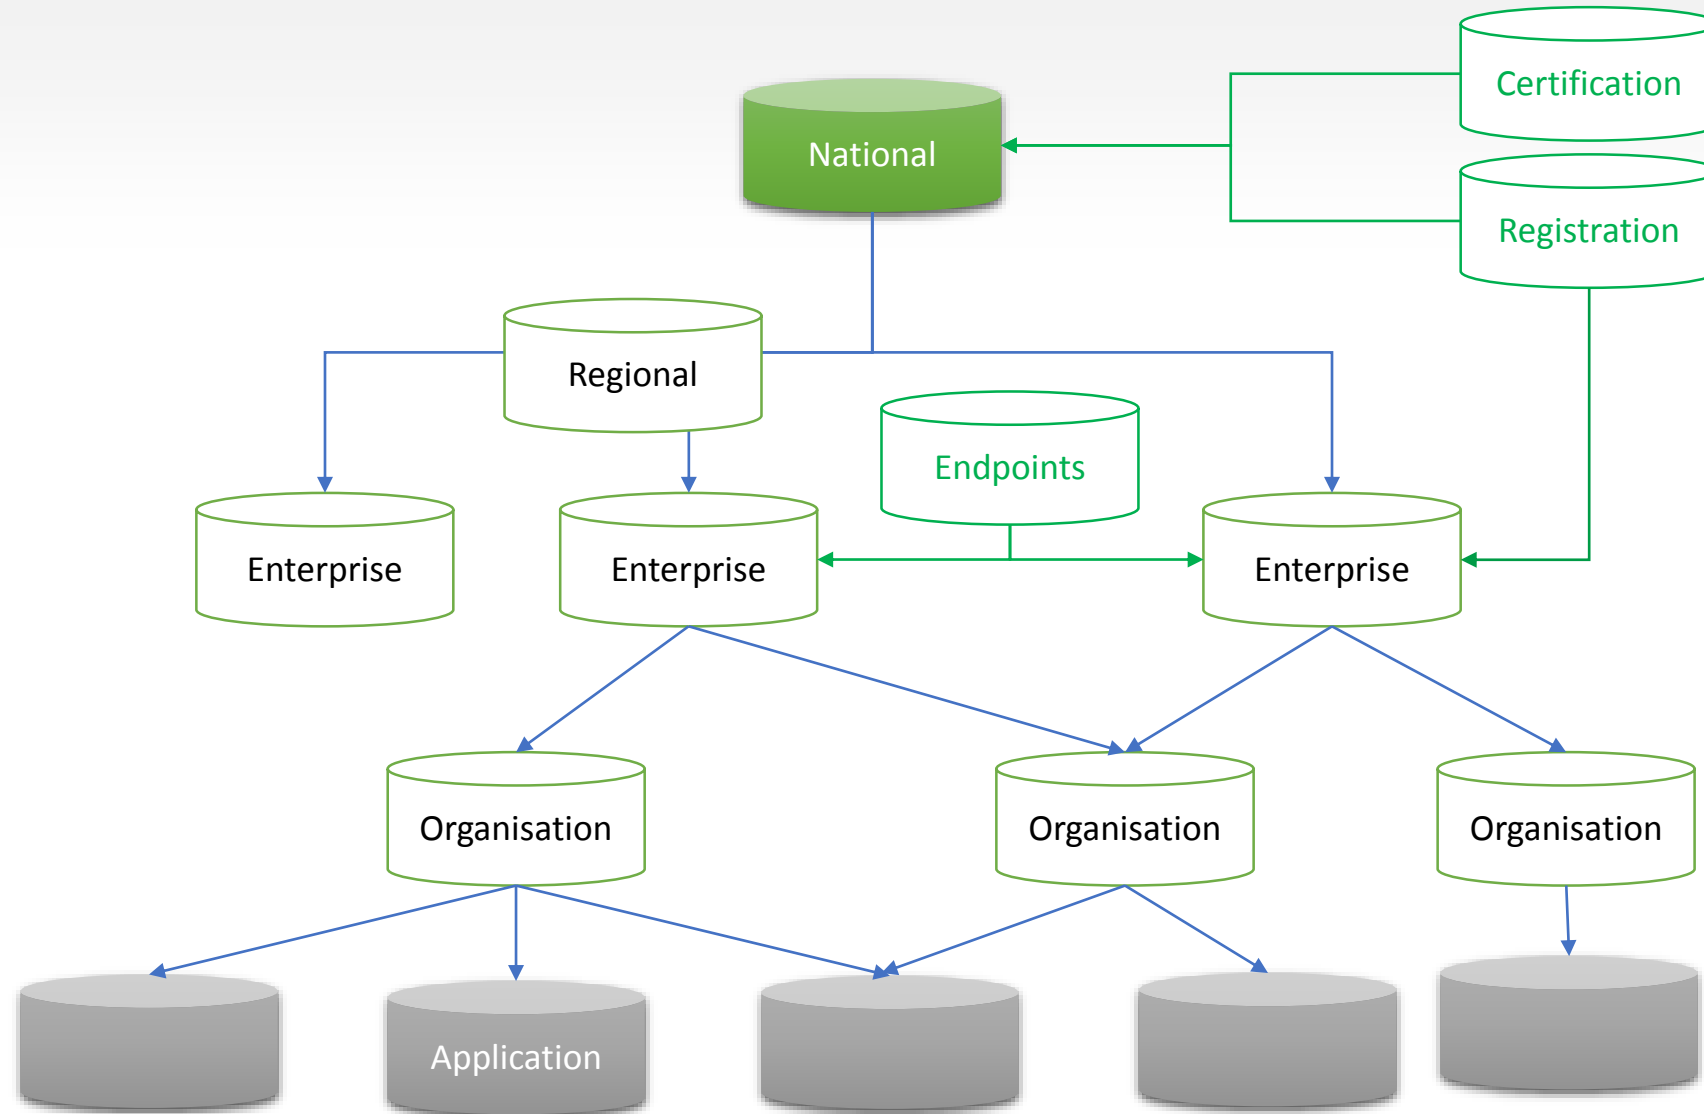 Certification
National
Registration
Regional
Endpoints
Enterprise
Enterprise
Enterprise
Organisation
Organisation
Organisation
Application